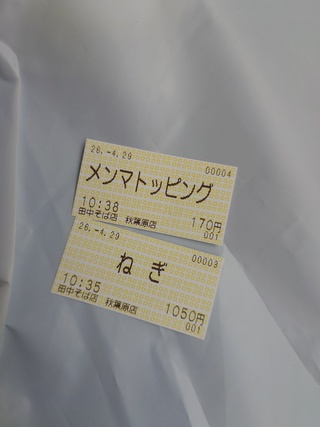 26.-4.29 00004
メンマトッピング
10:38 170円
田中そば店 秋葉原店 001
26.-4.29 00003
ねぎ
10:35 1050円
田中そば店 秋葉原店 001